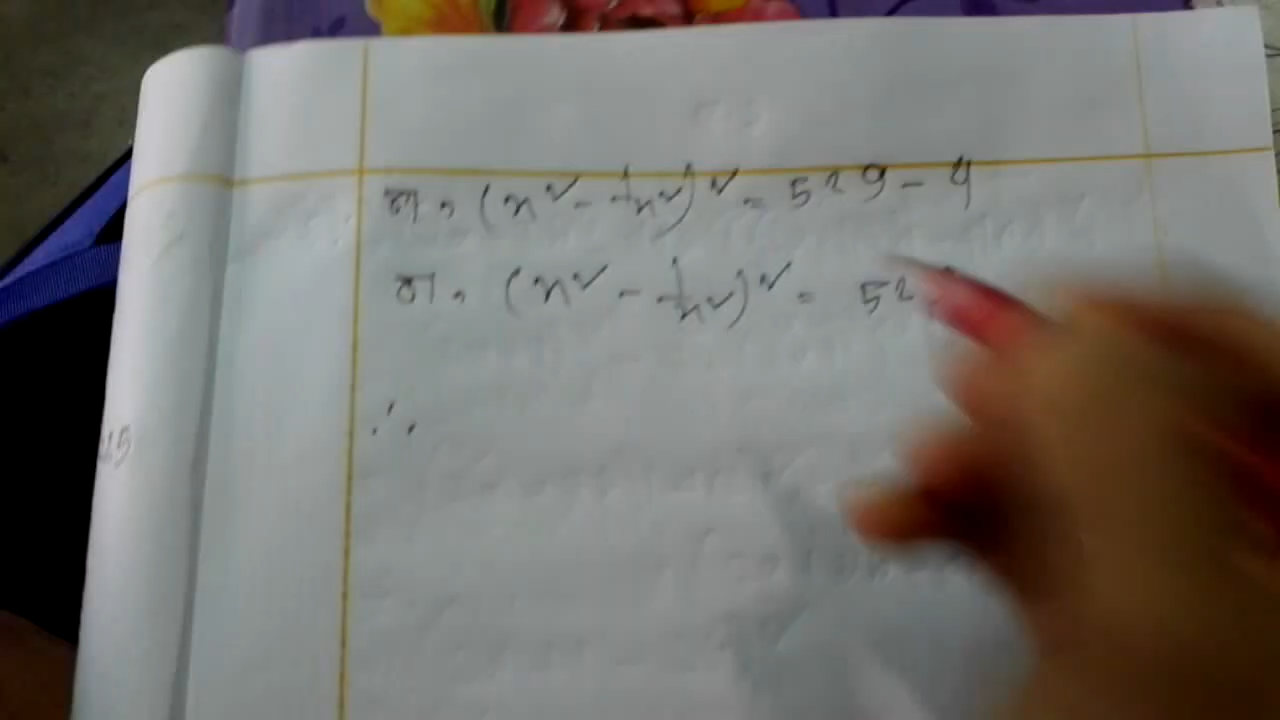 বা, (x² - 1/x²)² = 529 - 4
বা, (x² - 1/x²)² = 52
∴